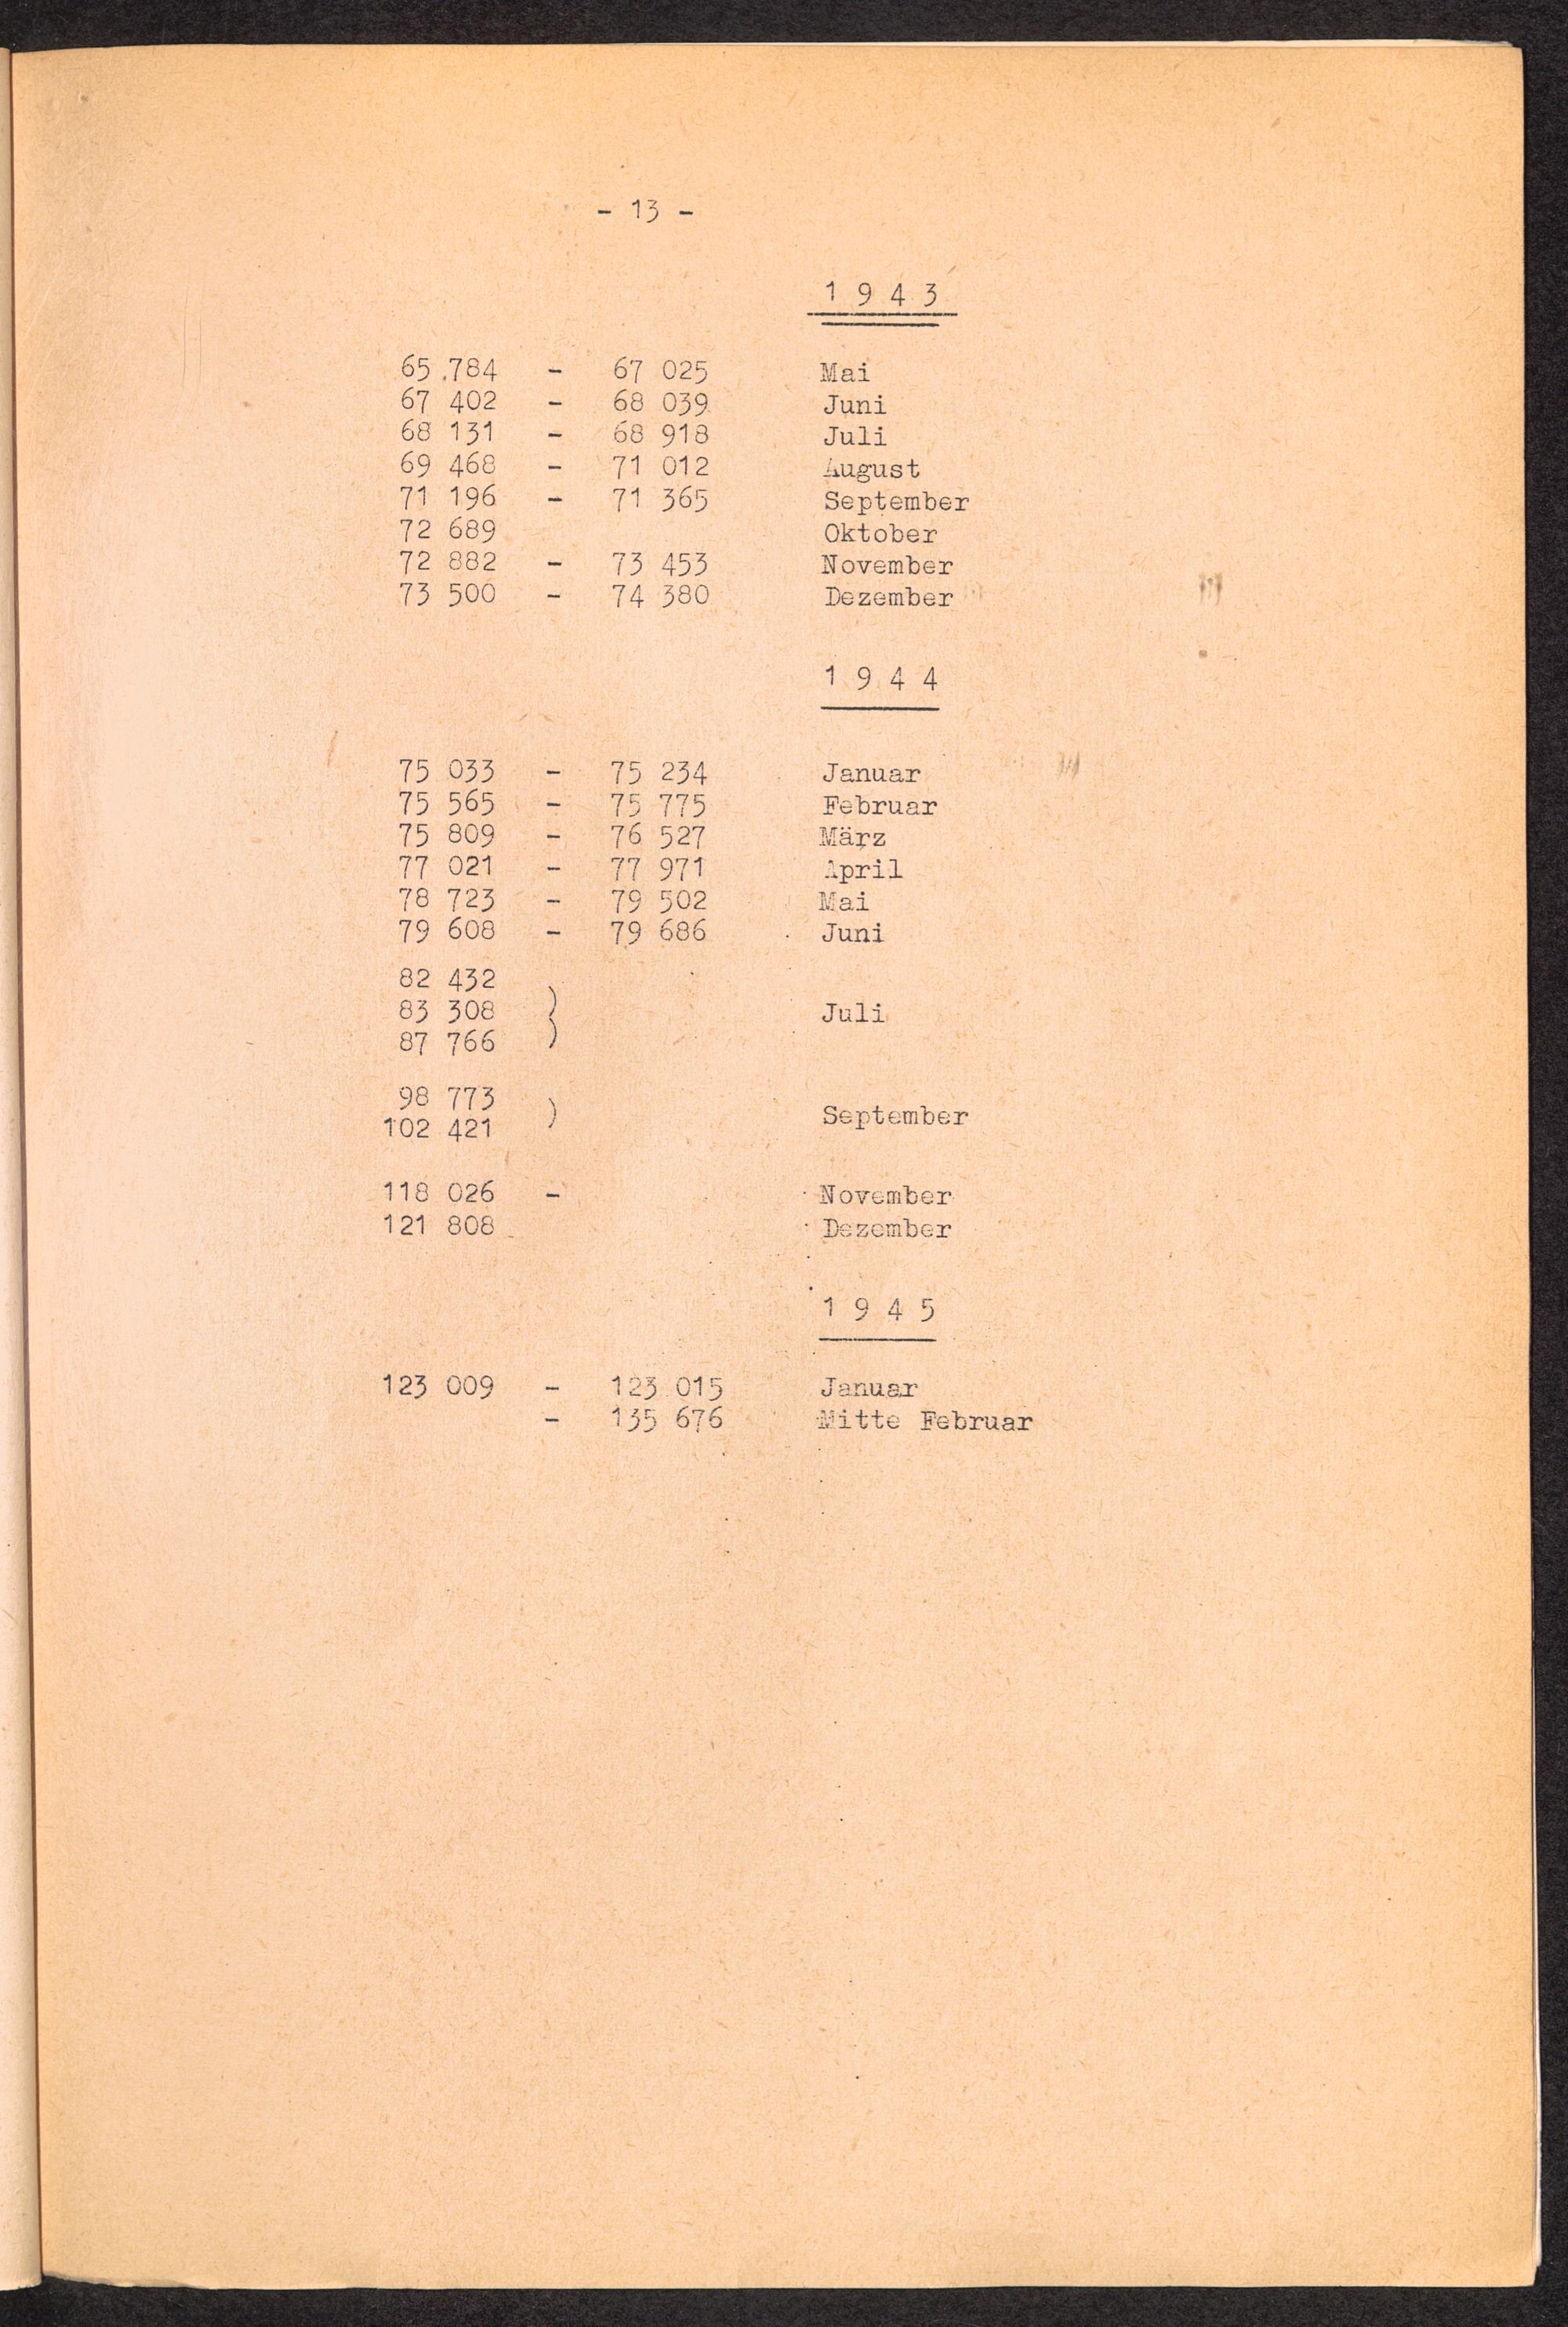 - 13 -
1 9 4 3
65 784 - 67 025 Mai
67 402 - 68 039 Juni
68 131 - 68 918 Juli
69 468 - 71 012 August
71 196 - 71 365 September
72 689 Oktober
72 882 - 73 453 November
73 500 - 74 380 Dezember
1 9 4 4
75 033 - 75 234 Januar
75 565 - 75 775 Februar
75 809 - 76 527 März
77 021 - 77 971 April
78 723 - 79 502 Mai
79 608 - 79 686 Juni
82 432
83 308 ) Juli
87 766 )
98 773 )
102 421 September
118 026 - November
121 808 Dezember
1 9 4 5
123 009 - 123 015 Januar
- 135 676 Mitte Februar